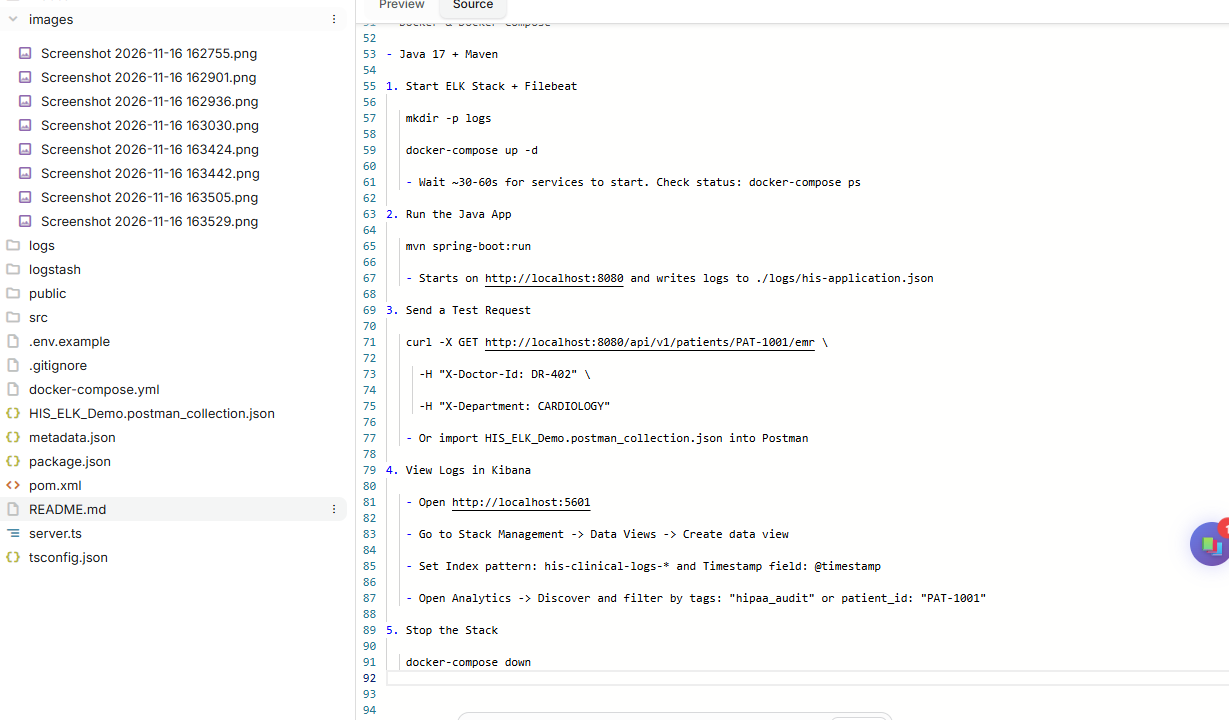 images
Screenshot 2026-11-16 162755.png
Screenshot 2026-11-16 162901.png
Screenshot 2026-11-16 162936.png
Screenshot 2026-11-16 163030.png
Screenshot 2026-11-16 163424.png
Screenshot 2026-11-16 163442.png
Screenshot 2026-11-16 163505.png
Screenshot 2026-11-16 163529.png
logs
logstash
public
src
.env.example
.gitignore
docker-compose.yml
HIS_ELK_Demo.postman_collection.json
metadata.json
package.json
pom.xml
README.md
server.ts
tsconfig.json
Preview Source
52
53 - Java 17 + Maven
54
55 1. Start ELK Stack + Filebeat
56
57 mkdir -p logs
58
59 docker-compose up -d
60
61 - Wait ~30-60s for services to start. Check status: docker-compose ps
62
63 2. Run the Java App
64
65 mvn spring-boot:run
66
67 - Starts on http://localhost:8080 and writes logs to ./logs/his-application.json
68
69 3. Send a Test Request
70
71 curl -X GET http://localhost:8080/api/v1/patients/PAT-1001/emr \
72
73 -H "X-Doctor-Id: DR-402" \
74
75 -H "X-Department: CARDIOLOGY"
76
77 - Or import HIS_ELK_Demo.postman_collection.json into Postman
78
79 4. View Logs in Kibana
80
81 - Open http://localhost:5601
82
83 - Go to Stack Management -> Data Views -> Create data view
84
85 - Set Index pattern: his-clinical-logs-* and Timestamp field: @timestamp
86
87 - Open Analytics -> Discover and filter by tags: "hipaa_audit" or patient_id: "PAT-1001"
88
89 5. Stop the Stack
90
91 docker-compose down
92
93
94